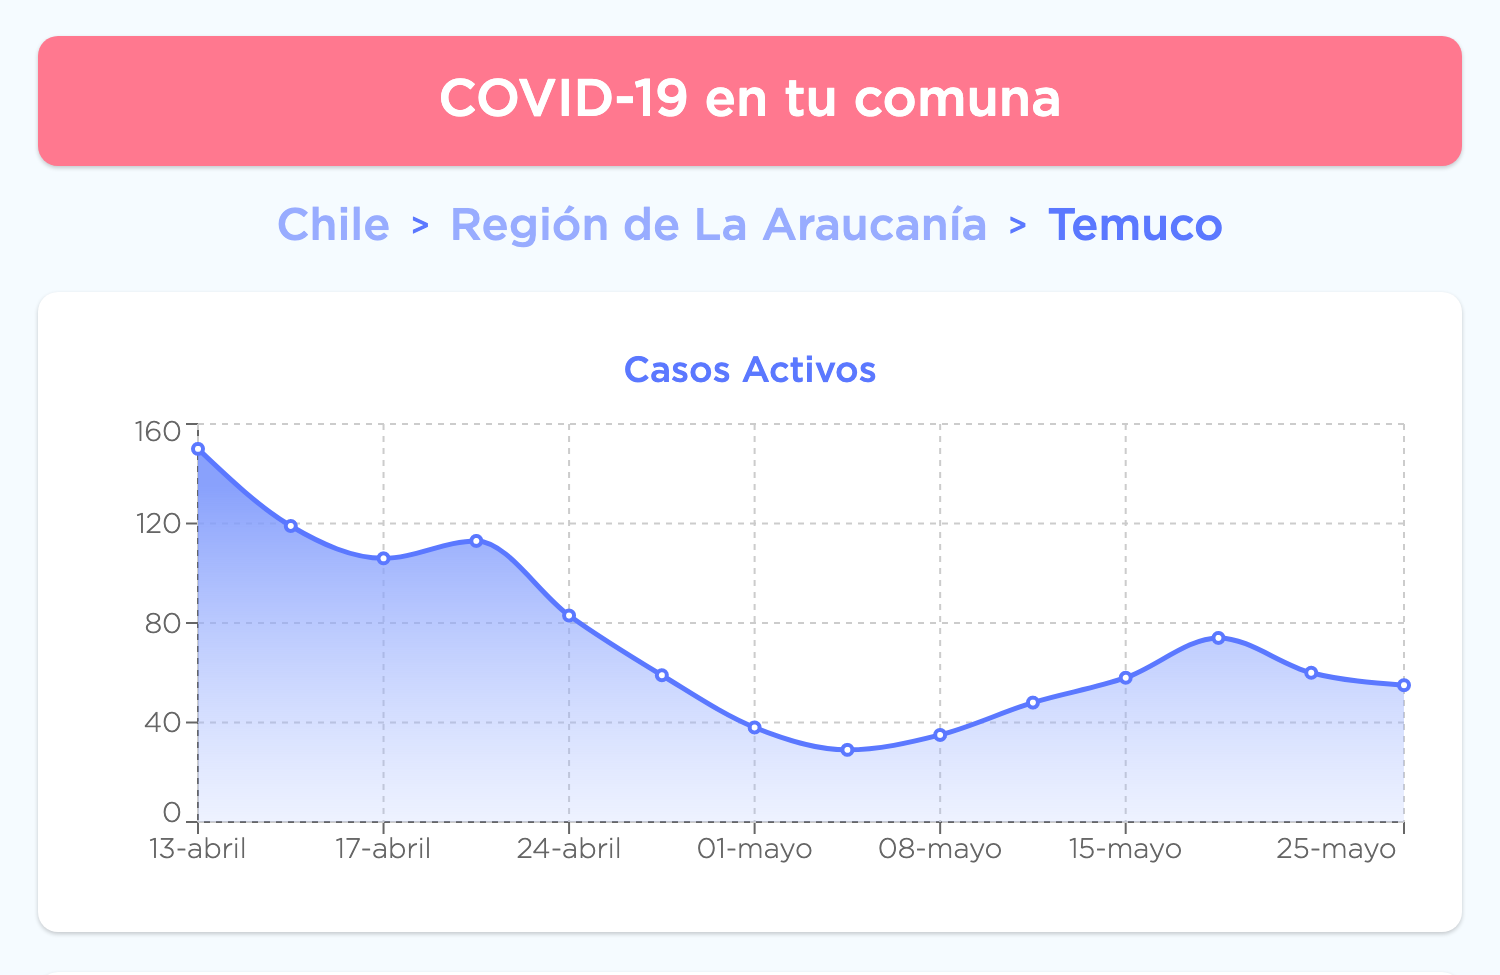 COVID-19 en tu comuna
Chile > Región de La Araucanía > Temuco
Casos Activos
160
120
80
40
0
13-abril 17-abril 24-abril 01-mayo 08-mayo 15-mayo 25-mayo